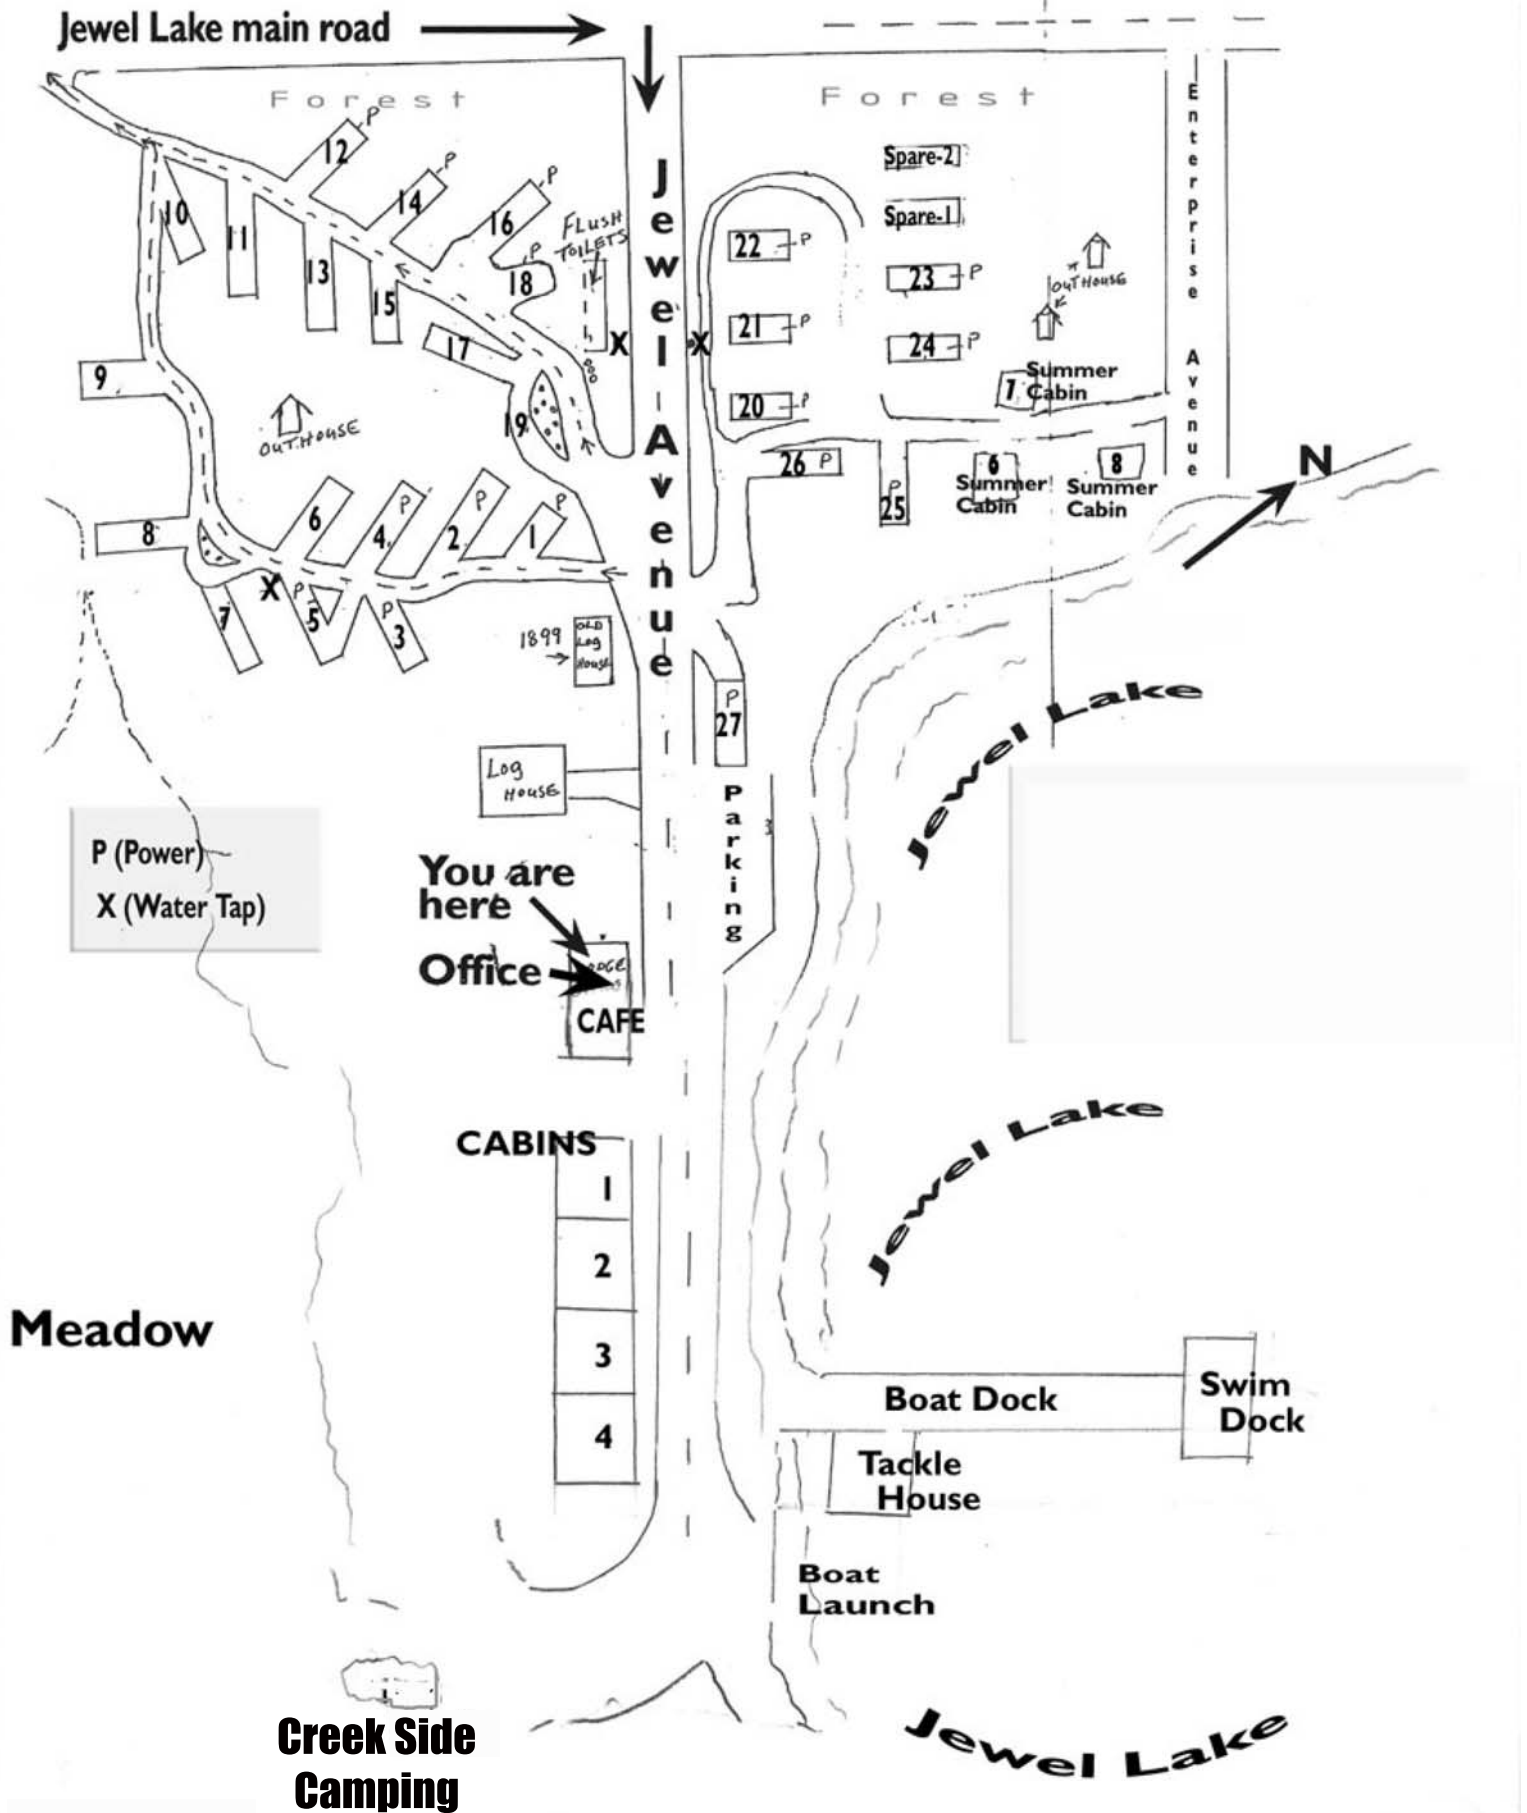 Jewel Lake main road
Forest
Forest
Enterprise Avenue
Jewel Avenue
12
P
14
P
16
P
10
11
13
15
18
P
FLUSH
TOILETS
X
X
17
19
9
OUTHOUSE
Spare-2
Spare-1
22
P
23
P
21
P
24
P
20
P
OUTHOUSE
7
Summer
Cabin
26
P
P
25
6
Summer
Cabin
8
Summer
Cabin
N
8
6
4
P
2
P
1
P
X
7
P
5
P
3
1899
OLD
Log
House
P
27
Log
HOUSE
Parking
Jewel Lake
P (Power)
X (Water Tap)
You are
here
Office
CAFE
CABINS
1
2
3
4
Jewel Lake
Meadow
Boat Dock
Swim
Dock
Tackle
House
Boat
Launch
Creek Side
Camping
Jewel Lake